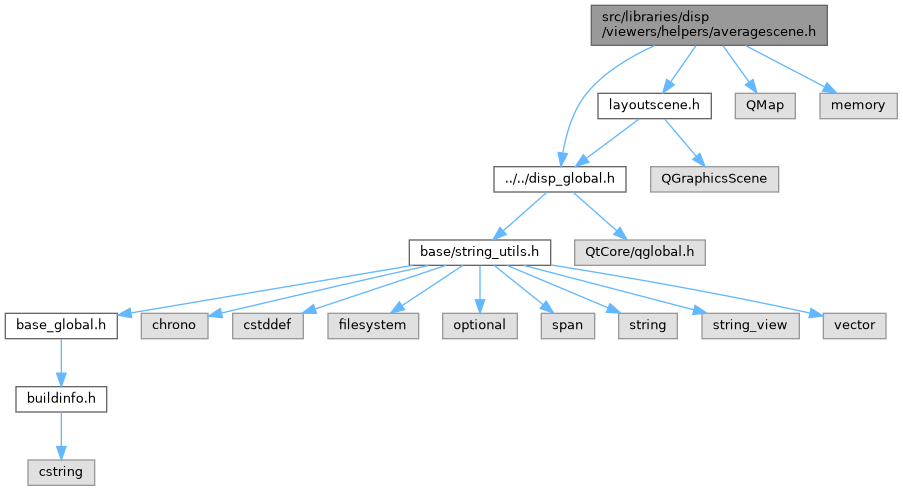 src/libraries/disp
/viewers/helpers/averagescene.h
layoutscene.h
QMap
memory
../../disp_global.h
QGraphicsScene
base/string_utils.h
QtCore/qglobal.h
base_global.h
chrono
cstddef
filesystem
optional
span
string
string_view
vector
buildinfo.h
cstring